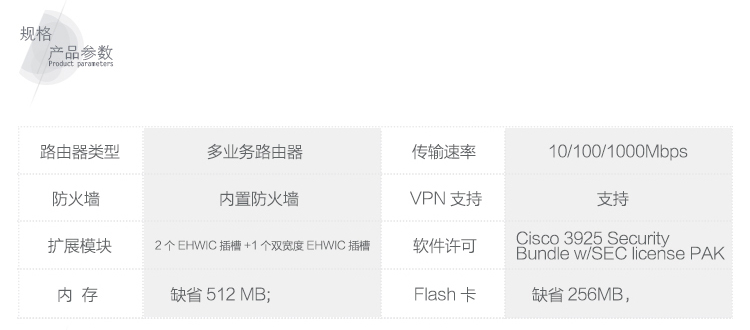 规格
产品参数
Product parameters
路由器类型 多业务路由器 传输速率 10/100/1000Mbps
防火墙 内置防火墙 VPN 支持 支持
扩展模块 2 个 EHWIC 插槽 +1 个双宽度 EHWIC 插槽 软件许可 Cisco 3925 Security
Bundle w/SEC license PAK
内 存 缺省 512 MB; Flash 卡 缺省 256MB，